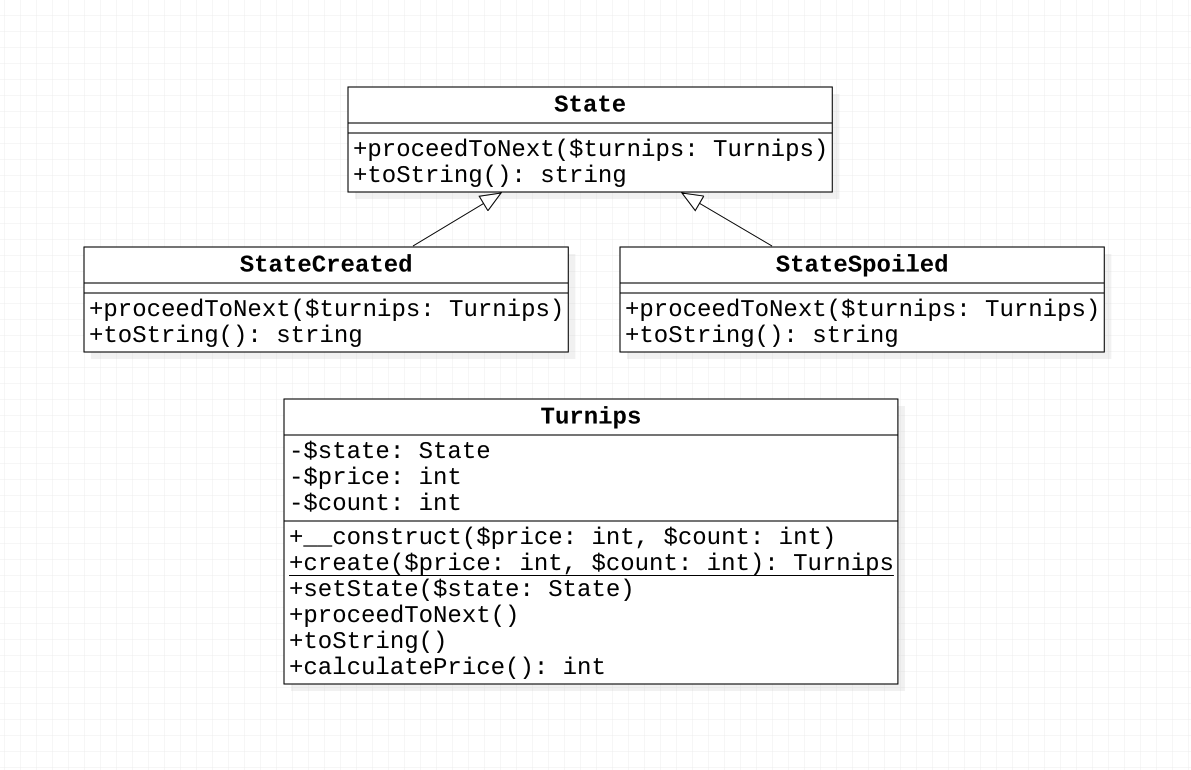 State
+proceedToNext($turnips: Turnips)
+toString(): string
StateCreated
+proceedToNext($turnips: Turnips)
+toString(): string
StateSpoiled
+proceedToNext($turnips: Turnips)
+toString(): string
Turnips
-$state: State
-$price: int
-$count: int
+__construct($price: int, $count: int)
+create($price: int, $count: int): Turnips
+setState($state: State)
+proceedToNext()
+toString()
+calculatePrice(): int